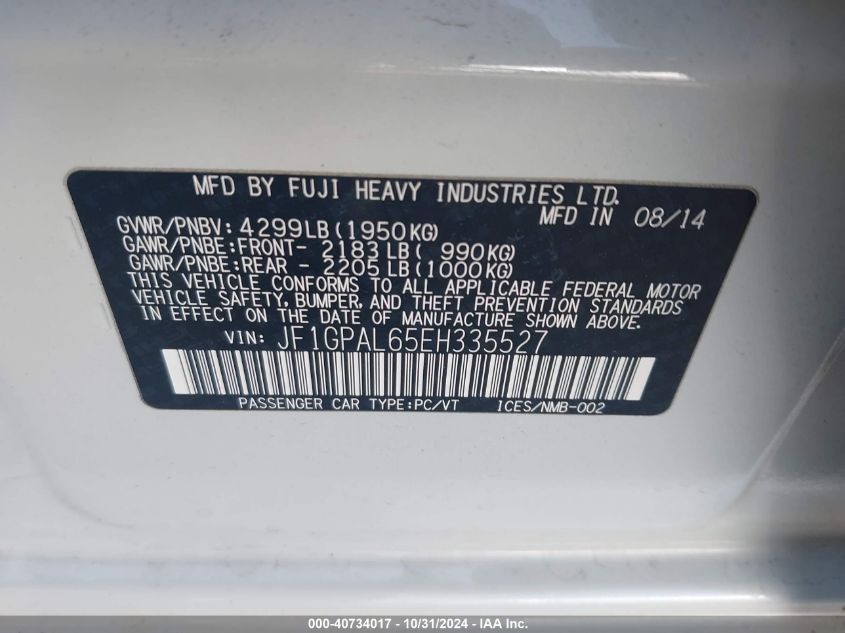 MFD BY FUJI HEAVY INDUSTRIES LTD.
MFD IN 08/14
GVWR/PNBV: 4299LB(1950KG)
GAWR/PNBE:FRONT- 2183LB( 990KG)
GAWR/PNBE:REAR - 2205LB(1000KG)
THIS VEHICLE CONFORMS TO ALL APPLICABLE FEDERAL MOTOR
VEHICLE SAFETY, BUMPER, AND THEFT PREVENTION STANDARDS
IN EFFECT ON THE DATE OF MANUFACTURE SHOWN ABOVE.
VIN: JF1GPAL65EH335527
PASSENGER CAR TYPE:PC/VT 1CES/NMB-002
000-40734017 - 10/31/2024 - © IAA Inc.